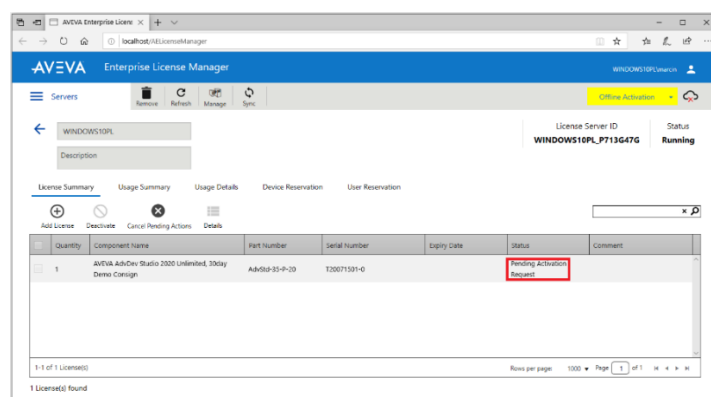 AVEVA Enterprise Licens
localhost/AELicenseManager
AVEVA Enterprise License Manager
WINDOWS10PL\marcin
Servers
Remove Refresh Manage Sync
Offline Activation
WINDOWS10PL
Description
License Server ID Status
WINDOWS10PL_P713G47G Running
License Summary Usage Summary Usage Details Device Reservation User Reservation
Add License Deactivate Cancel Pending Actions Details
Quantity Component Name Part Number Serial Number Expiry Date Status Comment
1 AVEVA AdvDev Studio 2020 Unlimited, 30day
Demo Consign
AdvStd-35-P-20 T20071501-0
Pending Activation
Request
1-1 of 1 License(s) Rows per page 1000 Page 1 of 1
1 License(s) found